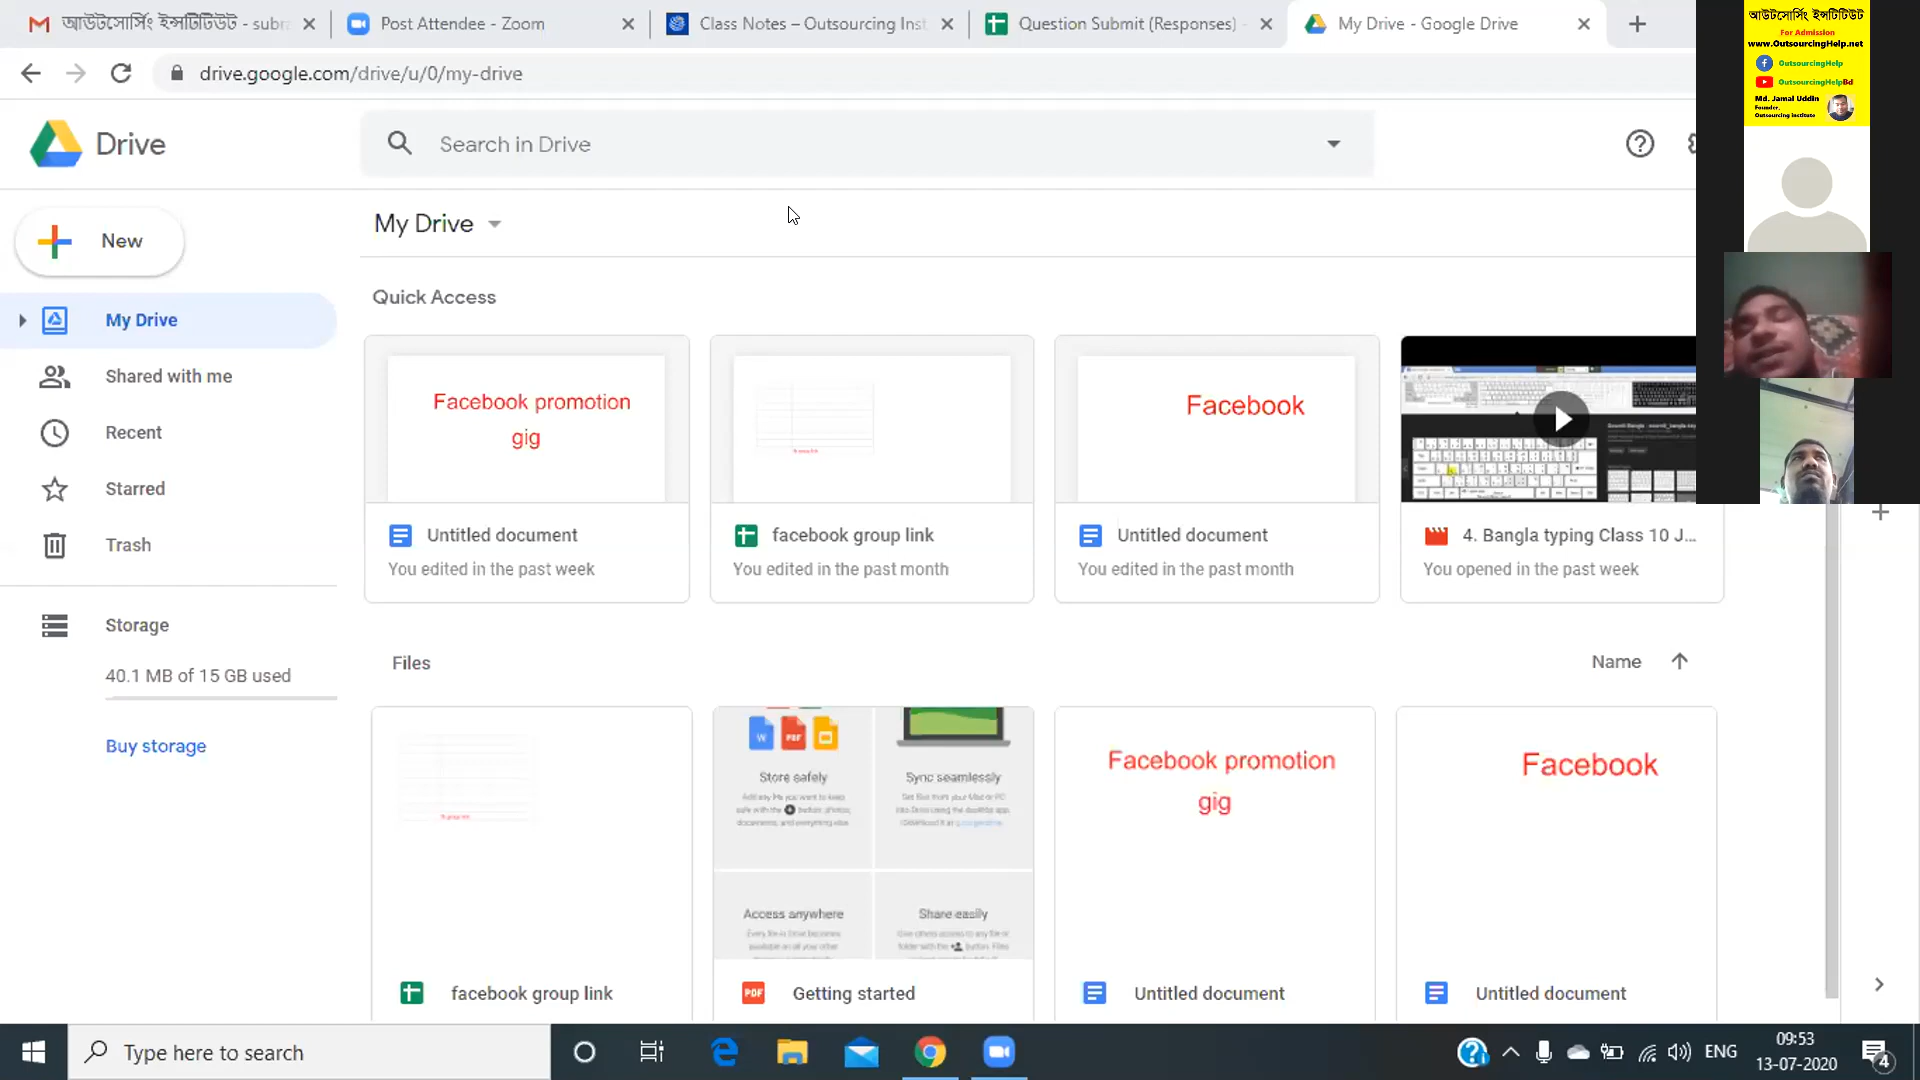 আউটসোর্সিং ইন্সটিটিউট - subra
Post Attendee - Zoom
Class Notes – Outsourcing Inst
Question Submit (Responses) -
My Drive - Google Drive
drive.google.com/drive/u/0/my-drive
আউটসোর্সিং ইন্সটিটিউট
For Admission
www.OutsourcingHelp.net
OutsourcingHelp
OutsourcingHelpBd
Md. Jamal Uddin
Founder,
Outsourcing Institute
Drive
Search in Drive
New
My Drive
Shared with me
Recent
Starred
Trash
Storage
40.1 MB of 15 GB used
Buy storage
My Drive
Quick Access
Facebook promotion
gig
Untitled document
You edited in the past week
facebook group link
You edited in the past month
Facebook
Untitled document
You edited in the past month
4. Bangla typing Class 10 J...
You opened in the past week
Files
Name
facebook group link
W
PDF
Store safely
Sync seamlessly
Access anywhere
Share easily
PDF
Getting started
Facebook promotion
gig
Untitled document
Facebook
Untitled document
Type here to search
ENG
09:53
13-07-2020
4